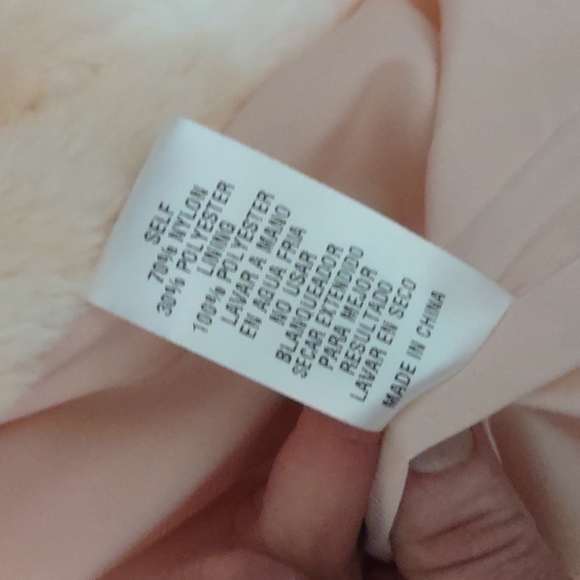 SELF
70% NYLON
30% POLYESTER
LINING
100% POLYESTER
LAVAR A MANO
EN AQUA FRIA
NO USAR
BLANQUEADOR
SECAR EXTENDIDO
PARA MEJOR
RESULTADO
LAVAR EN SECO
MADE IN CHINA